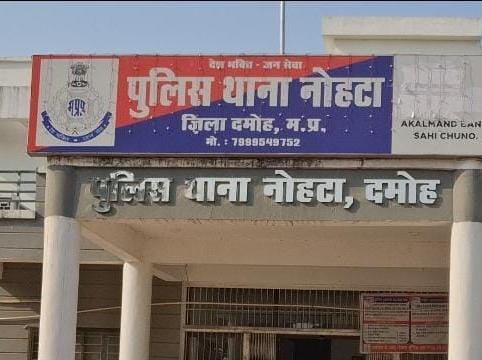 देश भक्ति - जन सेवा
पुलिस थाना नोहटा
ज़िला दमोह, म.प्र.
मो. : 7999549752
म.प्र.पु.
AKALMAND BAN
SAHI CHUNO.
पुलिस थाना नोहटा, दमोह